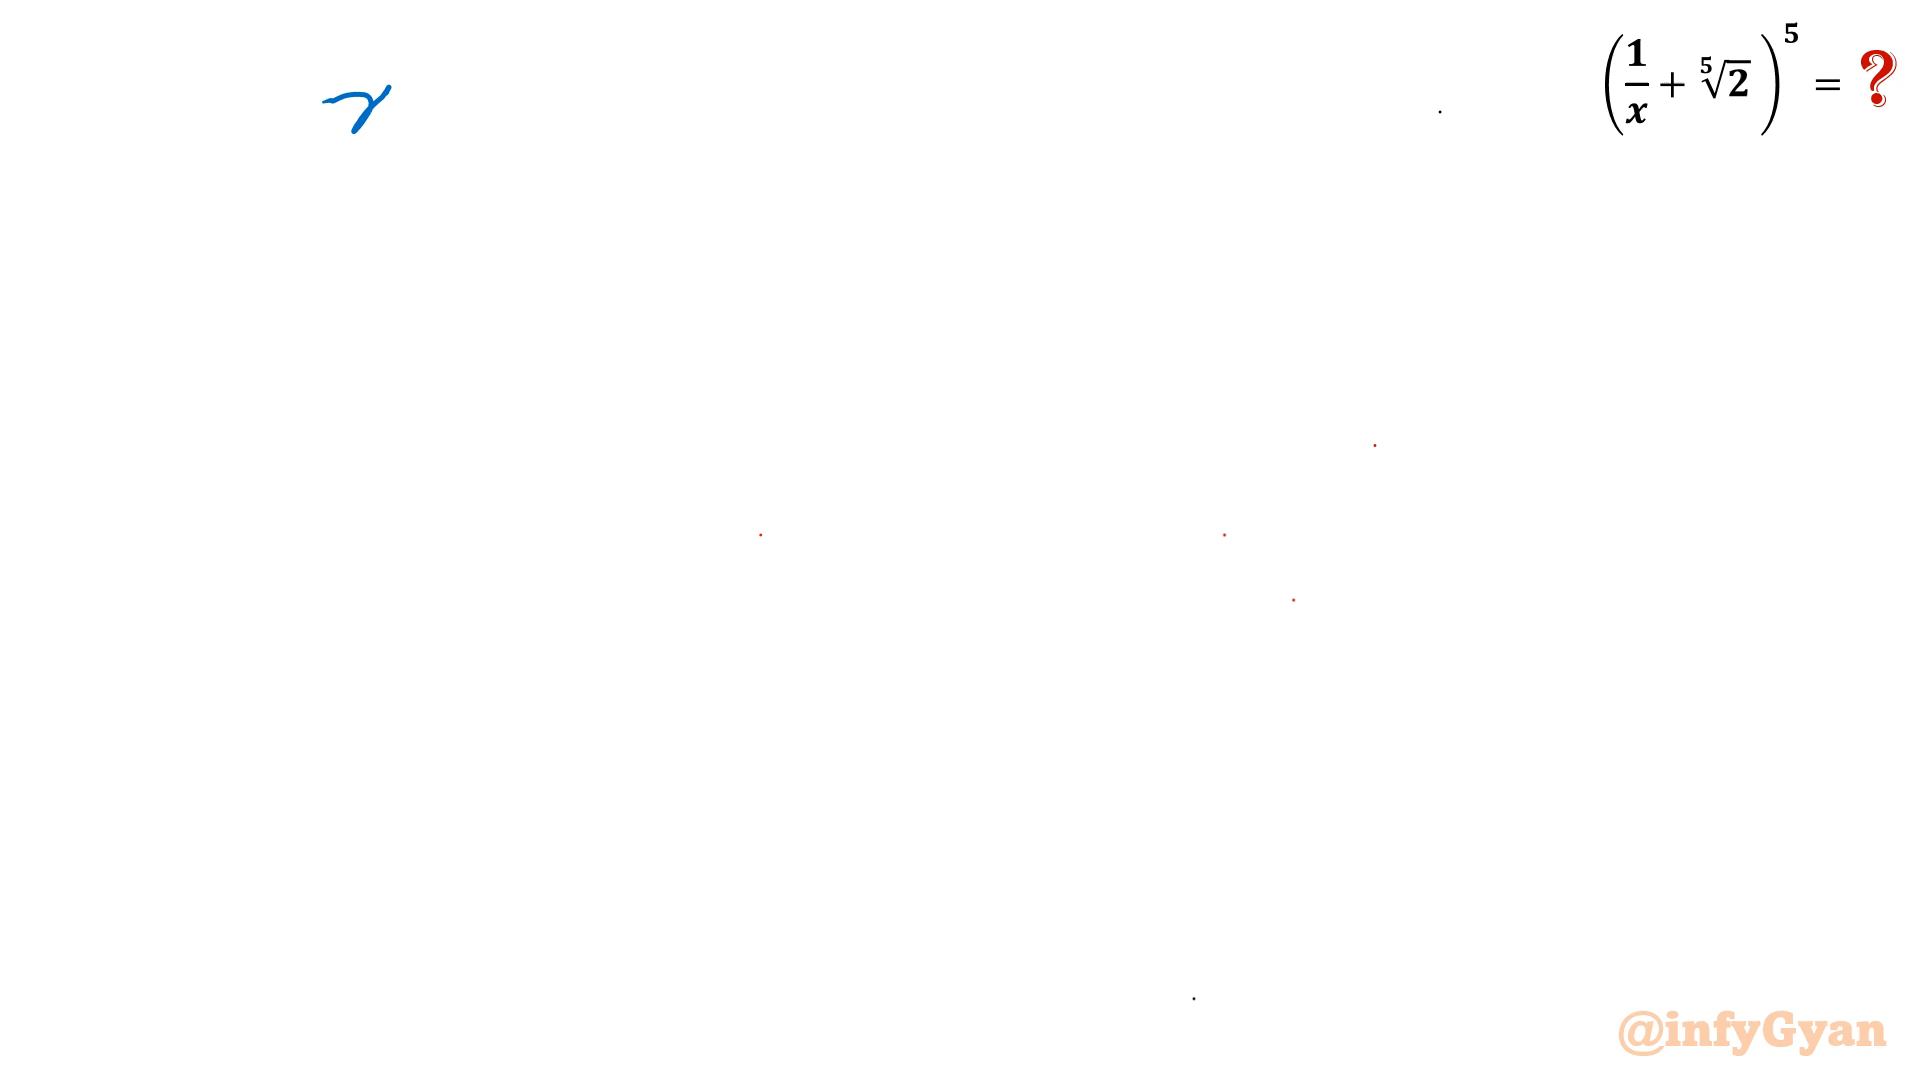 x
(1/x + ⁵√2)⁵ = ?
@infyGyan